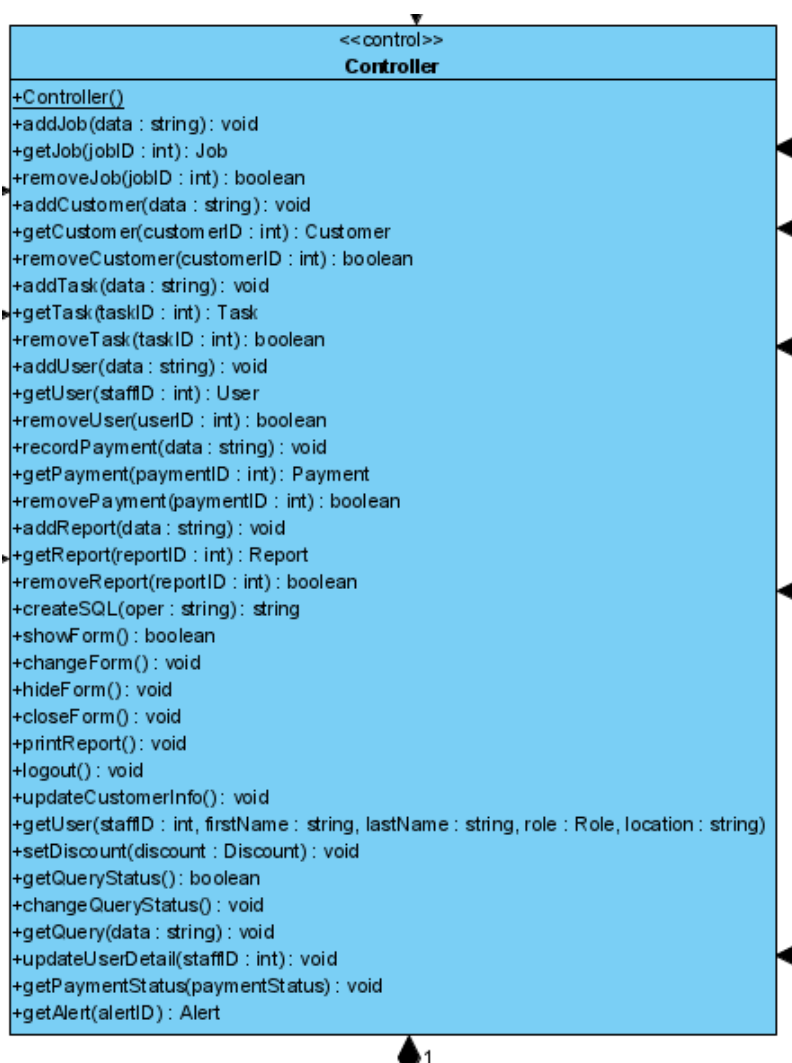 <<control>>
Controller
+Controller()
+addJob(data : string) : void
+getJob(jobID : int) : Job
+removeJob(jobID : int) : boolean
+addCustomer(data : string) : void
+getCustomer(customerID : int) : Customer
+removeCustomer(customerID : int) : boolean
+addTask(data : string) : void
+getTask(taskID : int) : Task
+removeTask(taskID : int) : boolean
+addUser(data : string) : void
+getUser(staffID : int) : User
+removeUser(userID : int) : boolean
+recordPayment(data : string) : void
+getPayment(paymentID : int) : Payment
+removePayment(paymentID : int) : boolean
+addReport(data : string) : void
+getReport(reportID : int) : Report
+removeReport(reportID : int) : boolean
+createSQL(oper : string) : string
+showForm() : boolean
+changeForm() : void
+hideForm() : void
+closeForm() : void
+printReport() : void
+logout() : void
+updateCustomerInfo() : void
+getUser(staffID : int, firstName : string, lastName : string, role : Role, location : string)
+setDiscount(discount : Discount) : void
+getQueryStatus() : boolean
+changeQueryStatus() : void
+getQuery(data : string) : void
+updateUserDetail(staffID : int) : void
+getPaymentStatus(paymentStatus) : void
+getAlert(alertID) : Alert
1